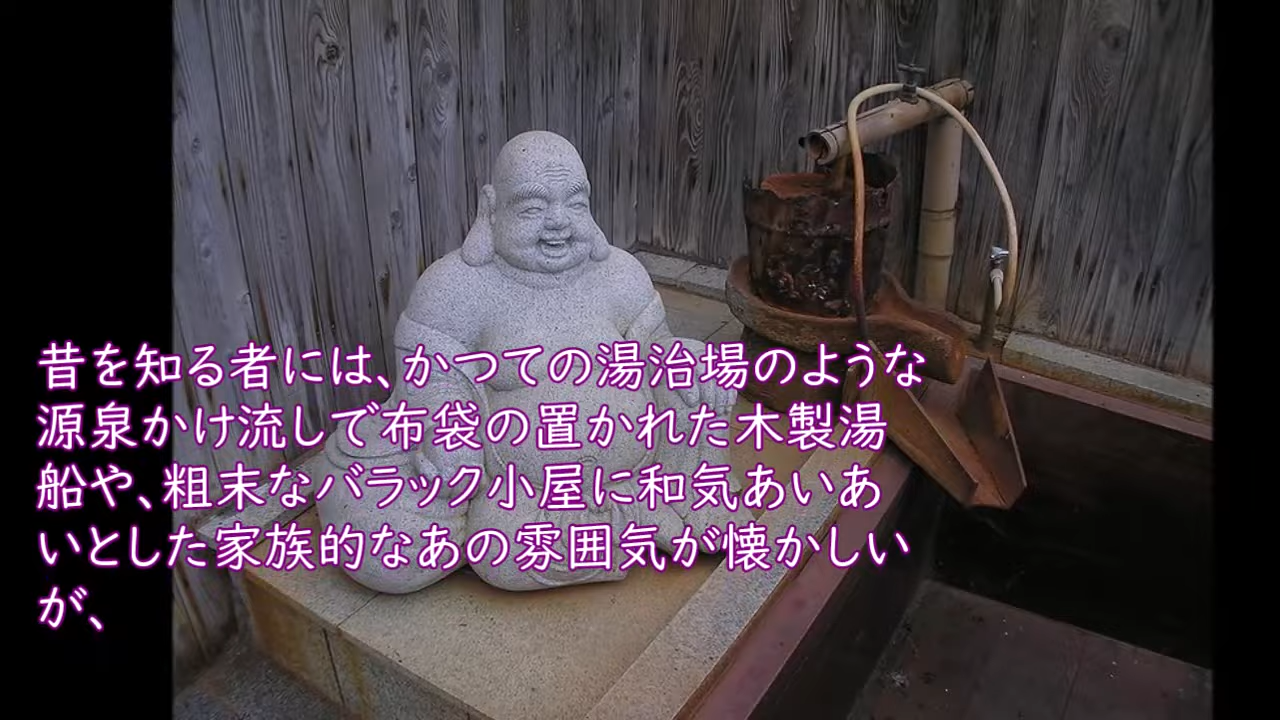 昔を知る者には、かつての湯治場のような
源泉かけ流しで布袋の置かれた木製湯
船や、粗末なバラック小屋に和気あいあ
いとした家族的なあの雰囲気が懐かしい
が、